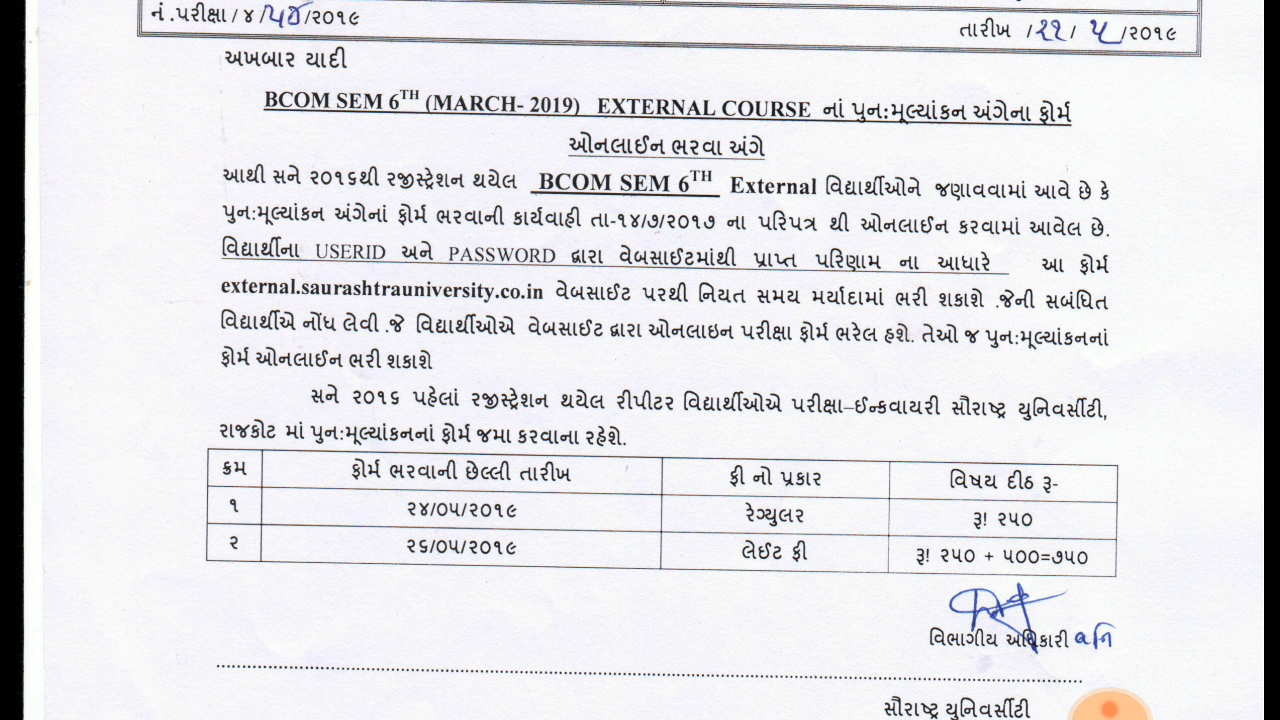 નં.પરીક્ષા/૪/૫૪/૨૦૧૯
તારીખ /૨૨/ ૫ /૨૦૧૯
અખબાર યાદી
BCOM SEM 6TH (MARCH- 2019) EXTERNAL COURSE નાં પુન:મૂલ્યાંકન અંગેના ફોર્મ
ઓનલાઈન ભરવા અંગે
આથી સને ૨૦૧૬થી રજીસ્ટ્રેશન થયેલ BCOM SEM 6TH External વિદ્યાર્થીઓને જણાવવામાં આવે છે કે
પુન:મૂલ્યાંકન અંગેનાં ફોર્મ ભરવાની કાર્યવાહી તા-૧૪/૭/૨૦૧૭ ના પરિપત્ર થી ઓનલાઈન કરવામાં આવેલ છે.
વિદ્યાર્થીના USERID અને PASSWORD દ્વારા વેબસાઈટમાંથી પ્રાપ્ત પરિણામ ના આધારે આ ફોર્મ
external.saurashtrauniversity.co.in વેબસાઈટ પરથી નિયત સમય મર્યાદામાં ભરી શકાશે .જેની સબંધિત
વિદ્યાર્થીએ નોંધ લેવી .જે વિદ્યાર્થીઓએ વેબસાઈટ દ્વારા ઓનલાઇન પરીક્ષા ફોર્મ ભરેલ હશે. તેઓ જ પુન:મૂલ્યાંકનનાં
ફોર્મ ઓનલાઈન ભરી શકાશે
સને ૨૦૧૬ પહેલાં રજીસ્ટ્રેશન થયેલ રીપીટર વિદ્યાર્થીઓએ પરીક્ષા–ઈન્કવાયરી સૌરાષ્ટ્ર યુનિવર્સીટી,
રાજકોટ માં પુન:મૂલ્યાંકનનાં ફોર્મ જમા કરવાના રહેશે.
ક્રમ ફોર્મ ભરવાની છેલ્લી તારીખ ફી નો પ્રકાર વિષય દીઠ રૂ-
૧ ૨૪/૦૫/૨૦૧૯ રેગ્યુલર રૂ! ૨૫૦
૨ ૨૬/૦૫/૨૦૧૯ લેઈટ ફી રૂ! ૨૫૦ + ૫૦૦=૭૫૦
વિભાગીય અધિકારી વનિ
સૌરાષ્ટ્ર યુનિવર્સીટી